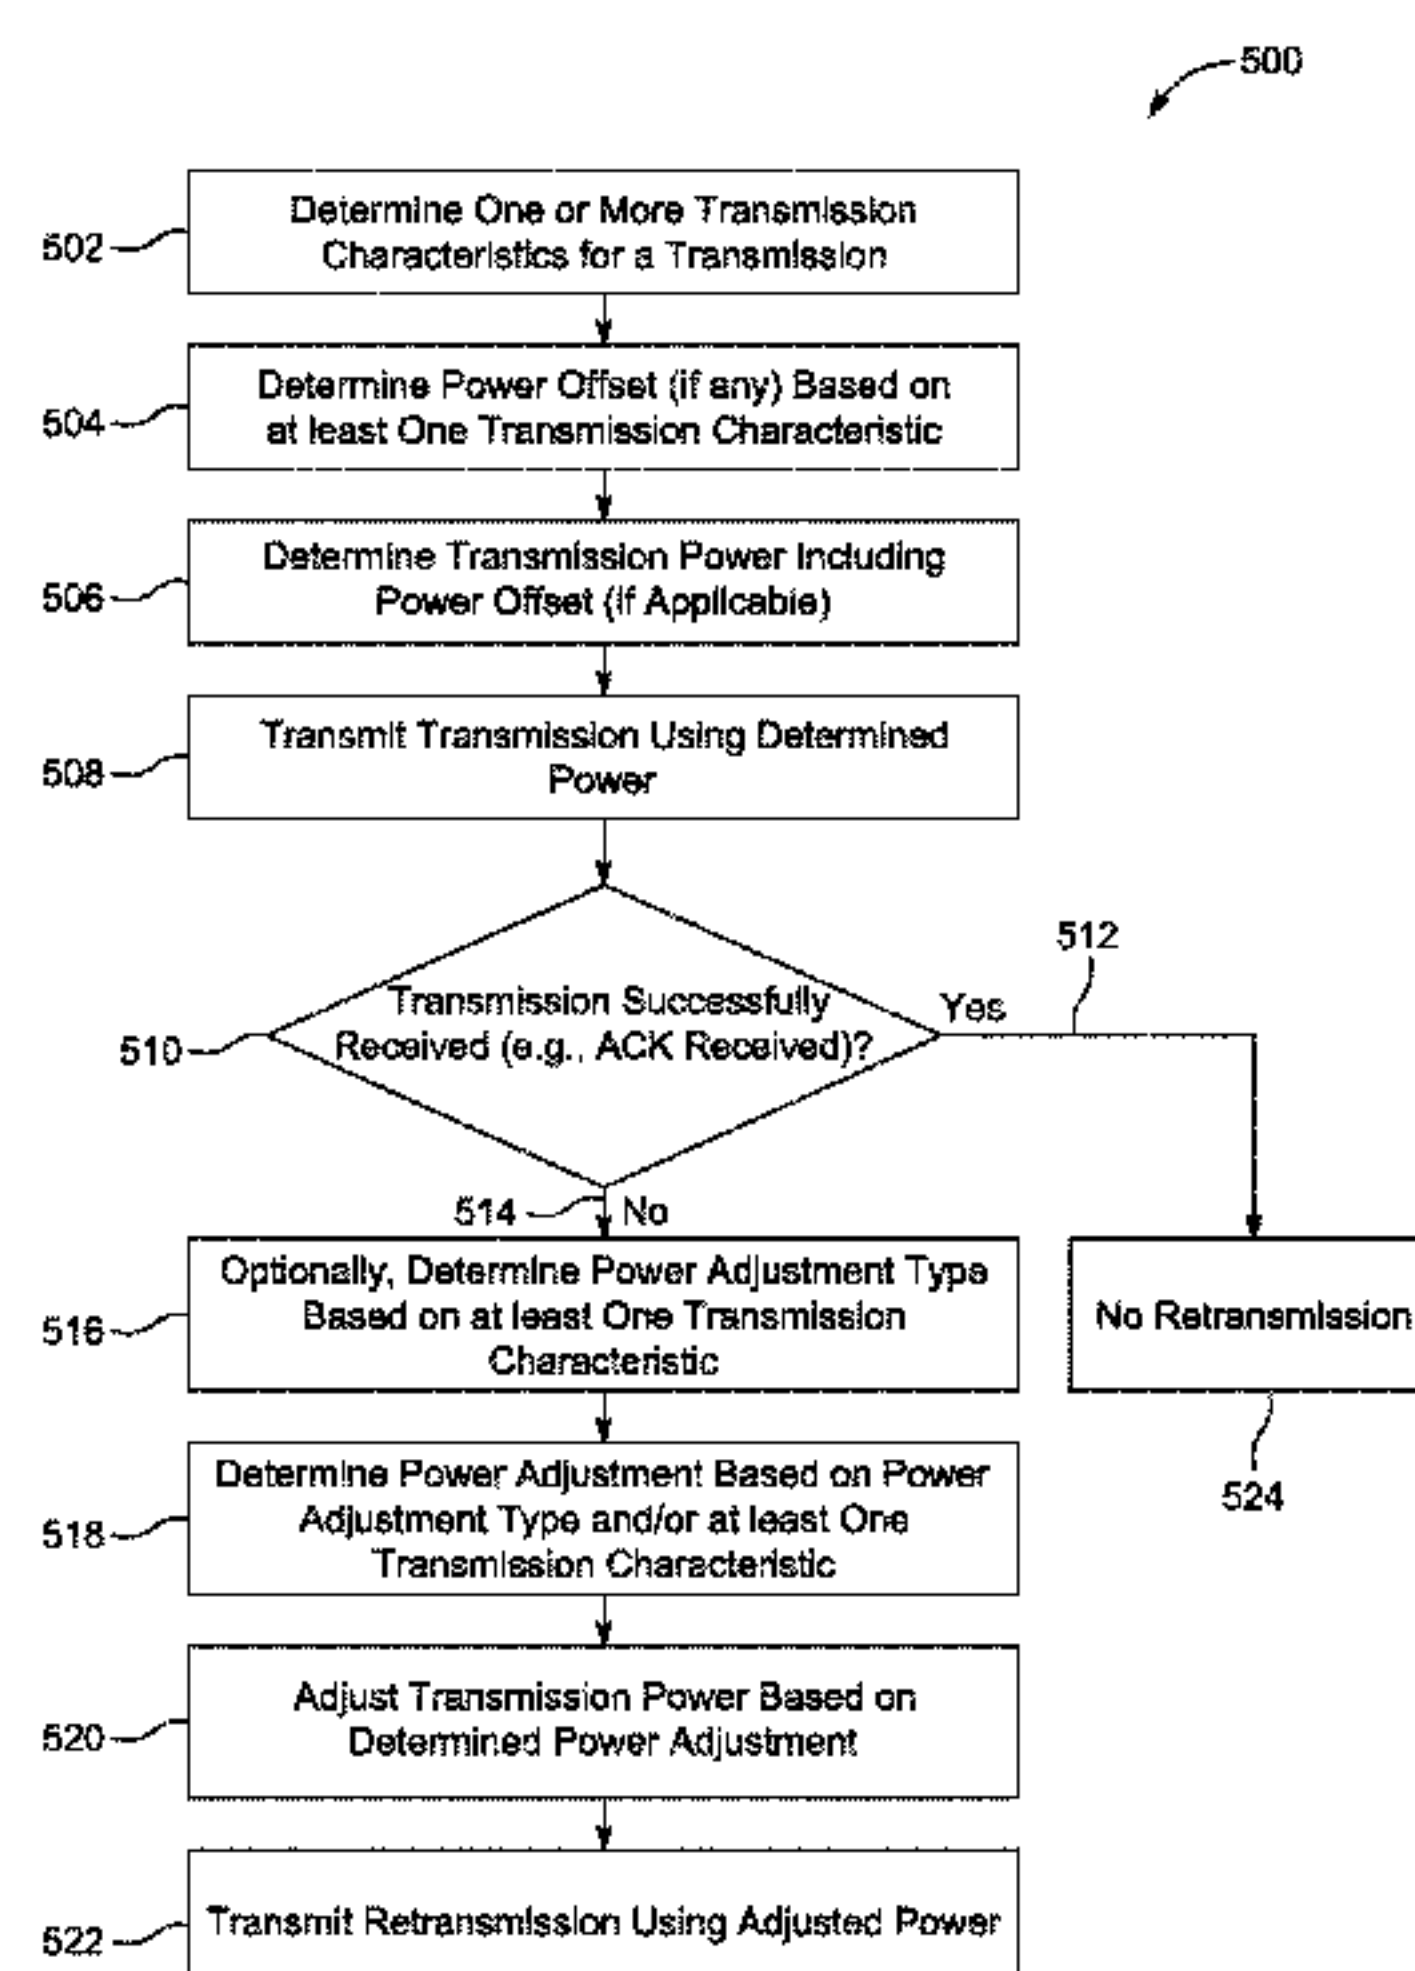 500
502
Determine One or More Transmission
Characteristics for a Transmission
504
Determine Power Offset (if any) Based on
at least One Transmission Characteristic
506
Determine Transmission Power Including
Power Offset (if Applicable)
508
Transmit Transmission Using Determined
Power
510
Transmission Successfully
Received (e.g., ACK Received)?
Yes
512
514
No
516
Optionally, Determine Power Adjustment Type
Based on at least One Transmission
Characteristic
No Retransmission
524
518
Determine Power Adjustment Based on Power
Adjustment Type and/or at least One
Transmission Characteristic
520
Adjust Transmission Power Based on
Determined Power Adjustment
522
Transmit Retransmission Using Adjusted Power